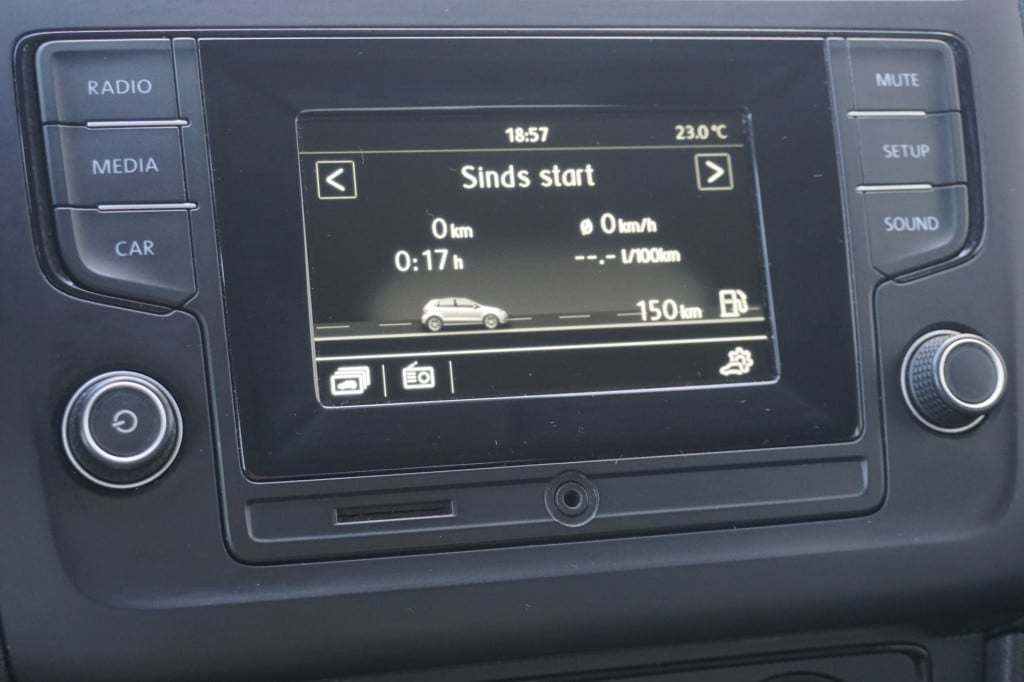 RADIO
MEDIA
CAR
18:57 23.0°C
< Sinds start >
0 km ø 0 km/h
0:17 h --.- l/100km
150 km
MUTE
SETUP
SOUND